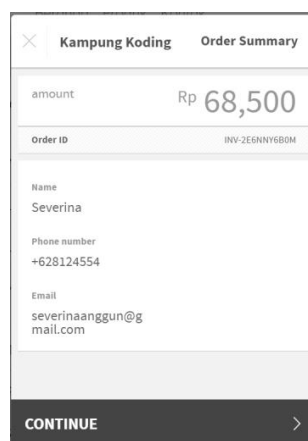 Kampung Koding Order Summary
amount Rp 68,500
Order ID INV-2E6NNY6B0M
Name
Severina
Phone number
+628124554
Email
severinaanggun@g
mail.com
CONTINUE